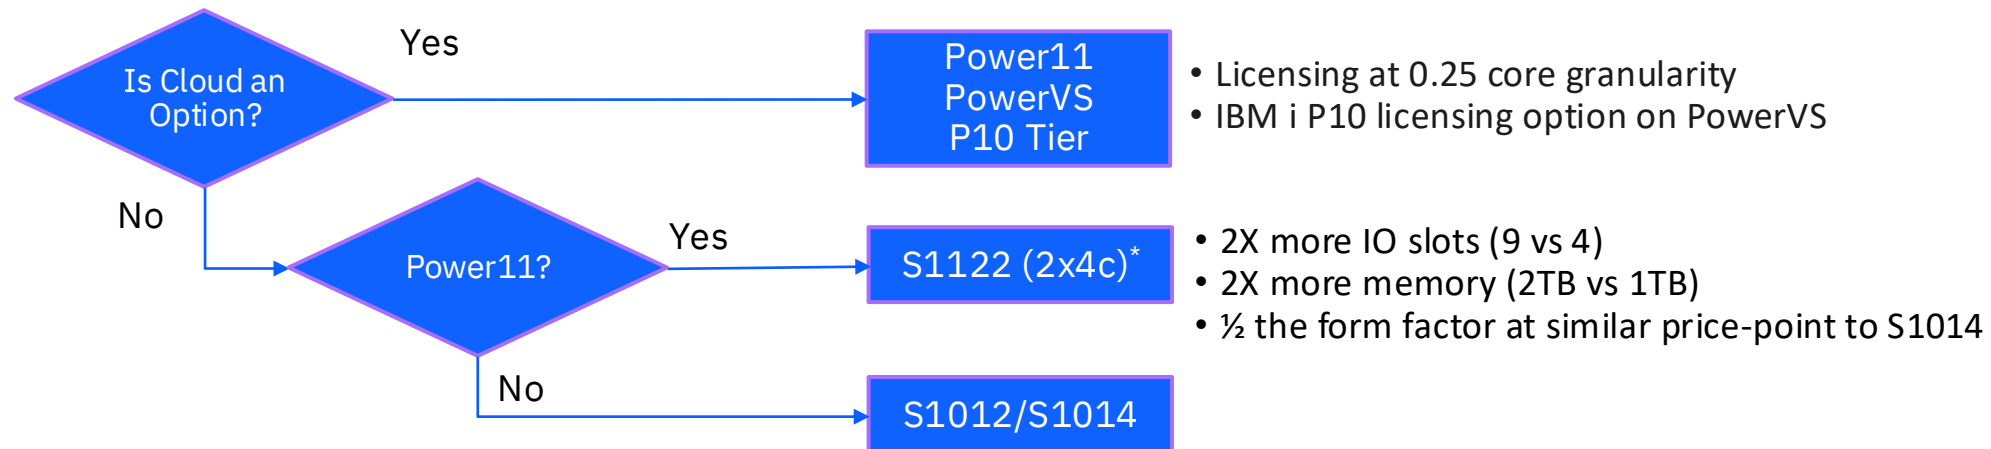 Is Cloud an
Option?
Yes
Power11
PowerVS
P10 Tier
• Licensing at 0.25 core granularity
• IBM i P10 licensing option on PowerVS
No
Power11?
Yes
S1122 (2x4c)*
• 2X more IO slots (9 vs 4)
• 2X more memory (2TB vs 1TB)
• ½ the form factor at similar price-point to S1014
No
S1012/S1014